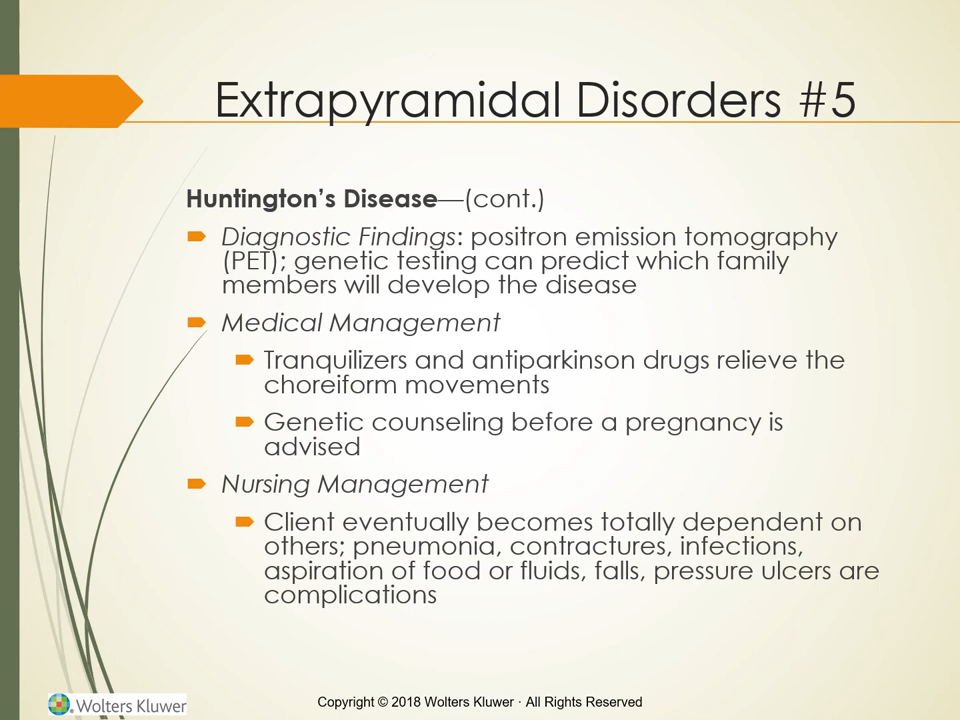 Extrapyramidal Disorders #5
Huntington’s Disease—(cont.)
Diagnostic Findings: positron emission tomography
(PET); genetic testing can predict which family
members will develop the disease
Medical Management
Tranquilizers and antiparkinson drugs relieve the
choreiform movements
Genetic counseling before a pregnancy is
advised
Nursing Management
Client eventually becomes totally dependent on
others; pneumonia, contractures, infections,
aspiration of food or fluids, falls, pressure ulcers are
complications
Wolters Kluwer
Copyright © 2018 Wolters Kluwer · All Rights Reserved